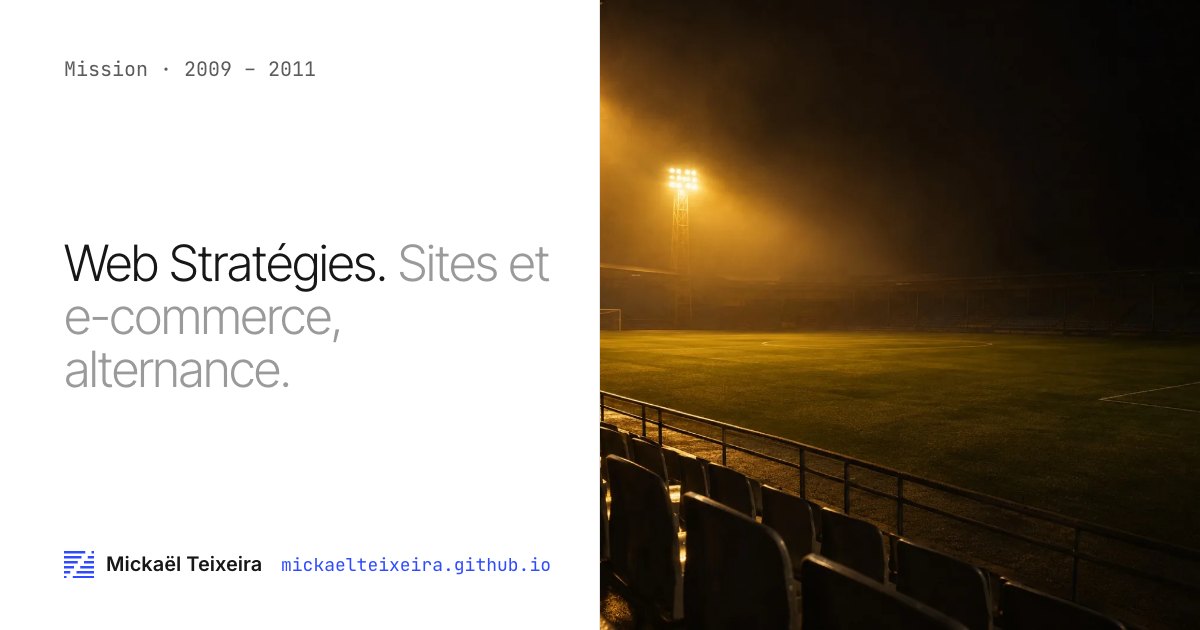 Mission · 2009 – 2011
Web Stratégies. Sites et
e-commerce,
alternance.
Mickaël Teixeira mickaelteixeira.github.io